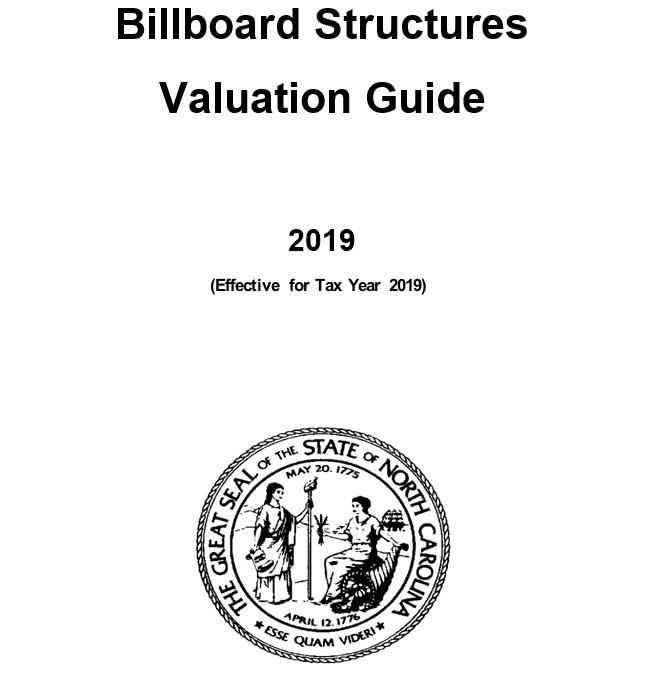 Billboard Structures
Valuation Guide
2019
(Effective for Tax Year 2019)
THE GREAT SEAL OF THE STATE OF NORTH CAROLINA
MAY 20. 1775
APRIL 12. 1776
★ ESSE QUAM VIDERI ★